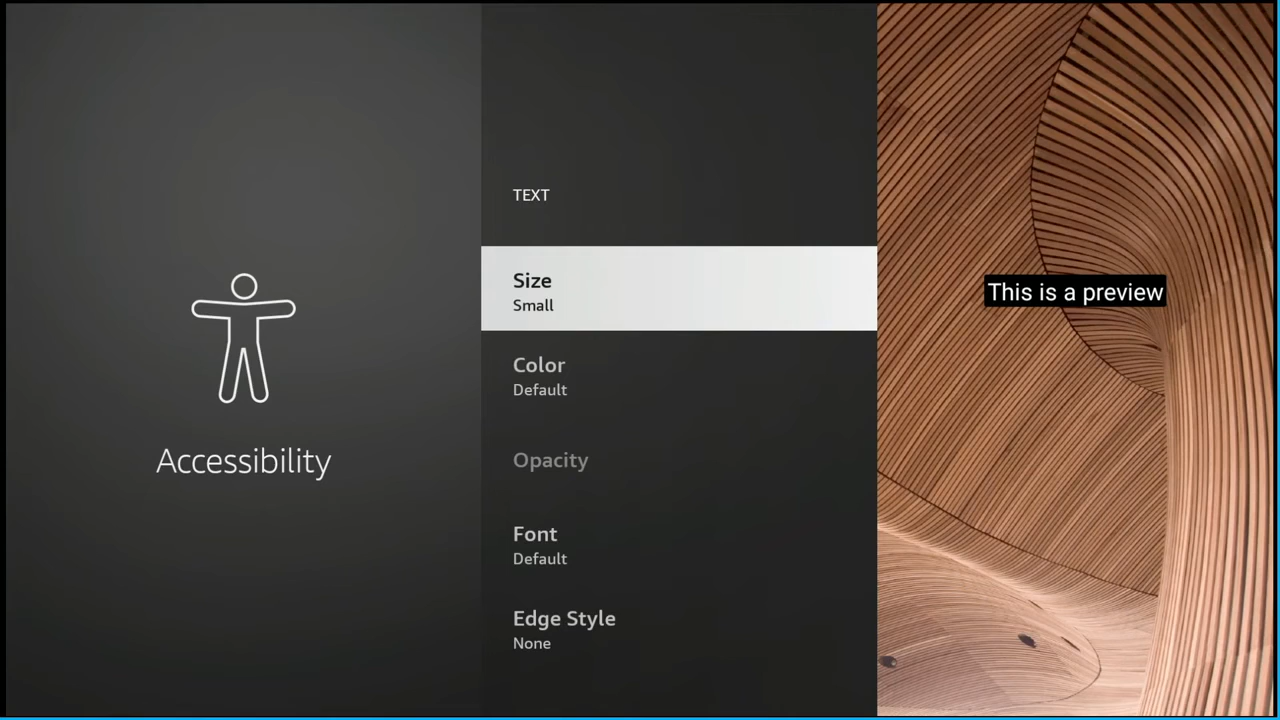 Accessibility
TEXT
Size
Small
Color
Default
Opacity
Font
Default
Edge Style
None
This is a preview